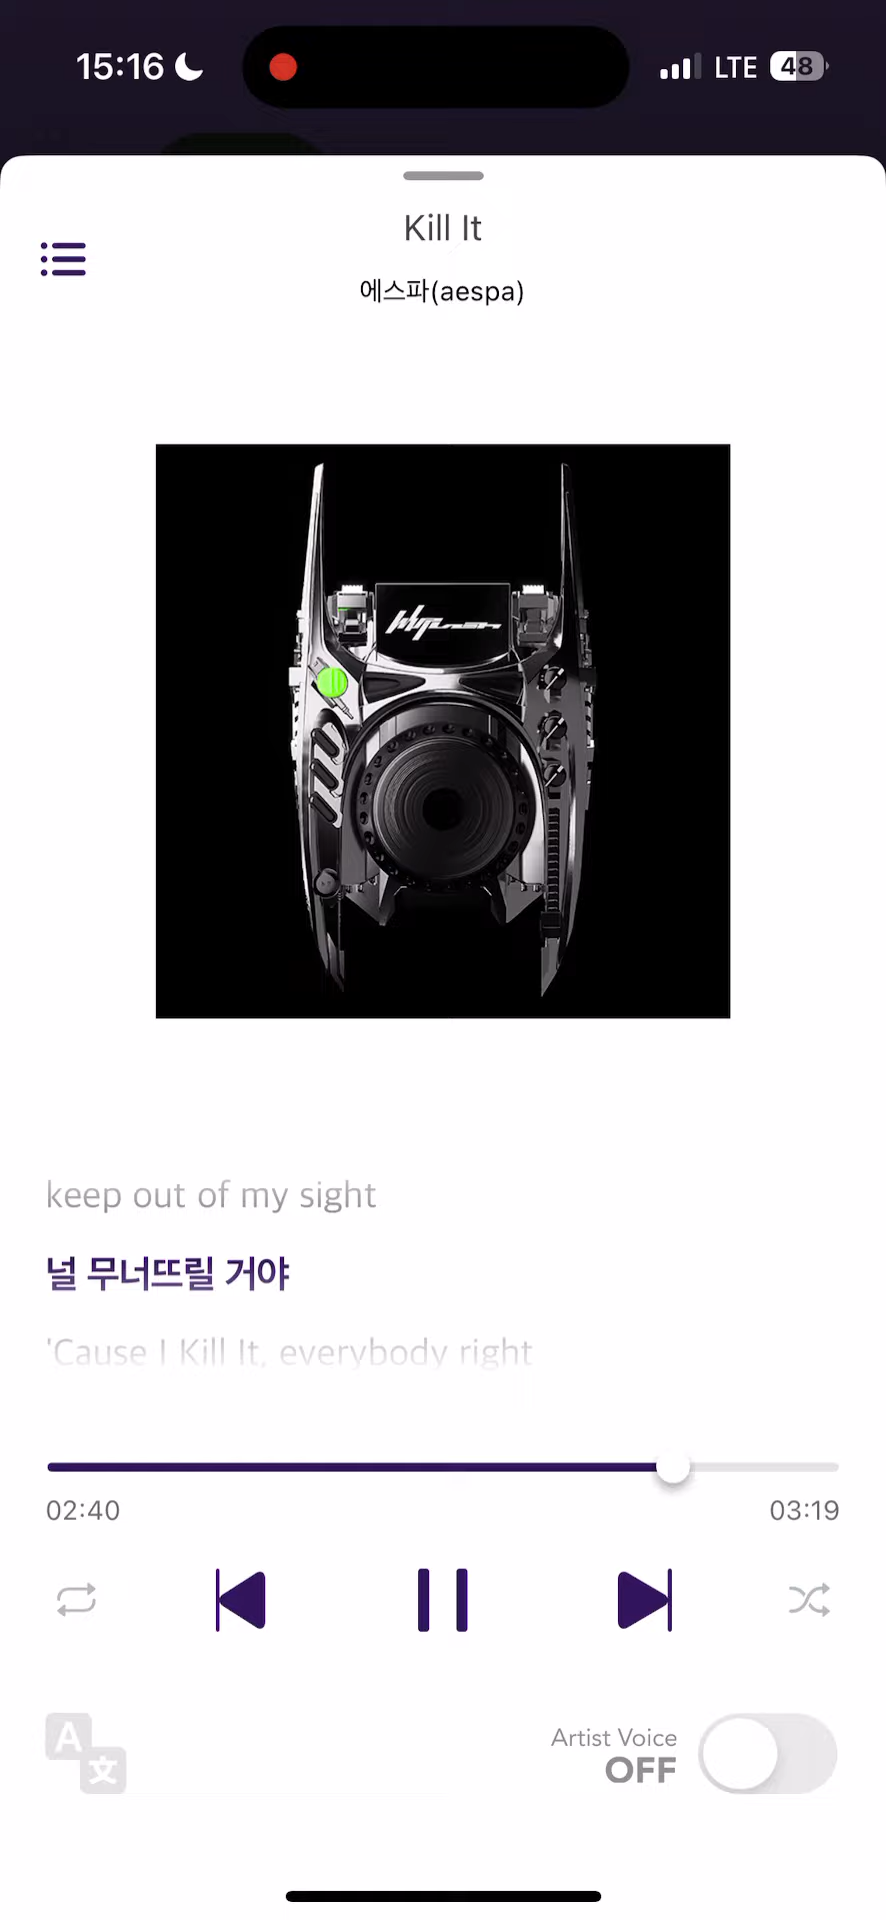 15:16
LTE 48
Kill It
에스파(aespa)
keep out of my sight
널 무너뜨릴 거야
'Cause I Kill It, everybody right
02:40
03:19
A
文
Artist Voice
OFF